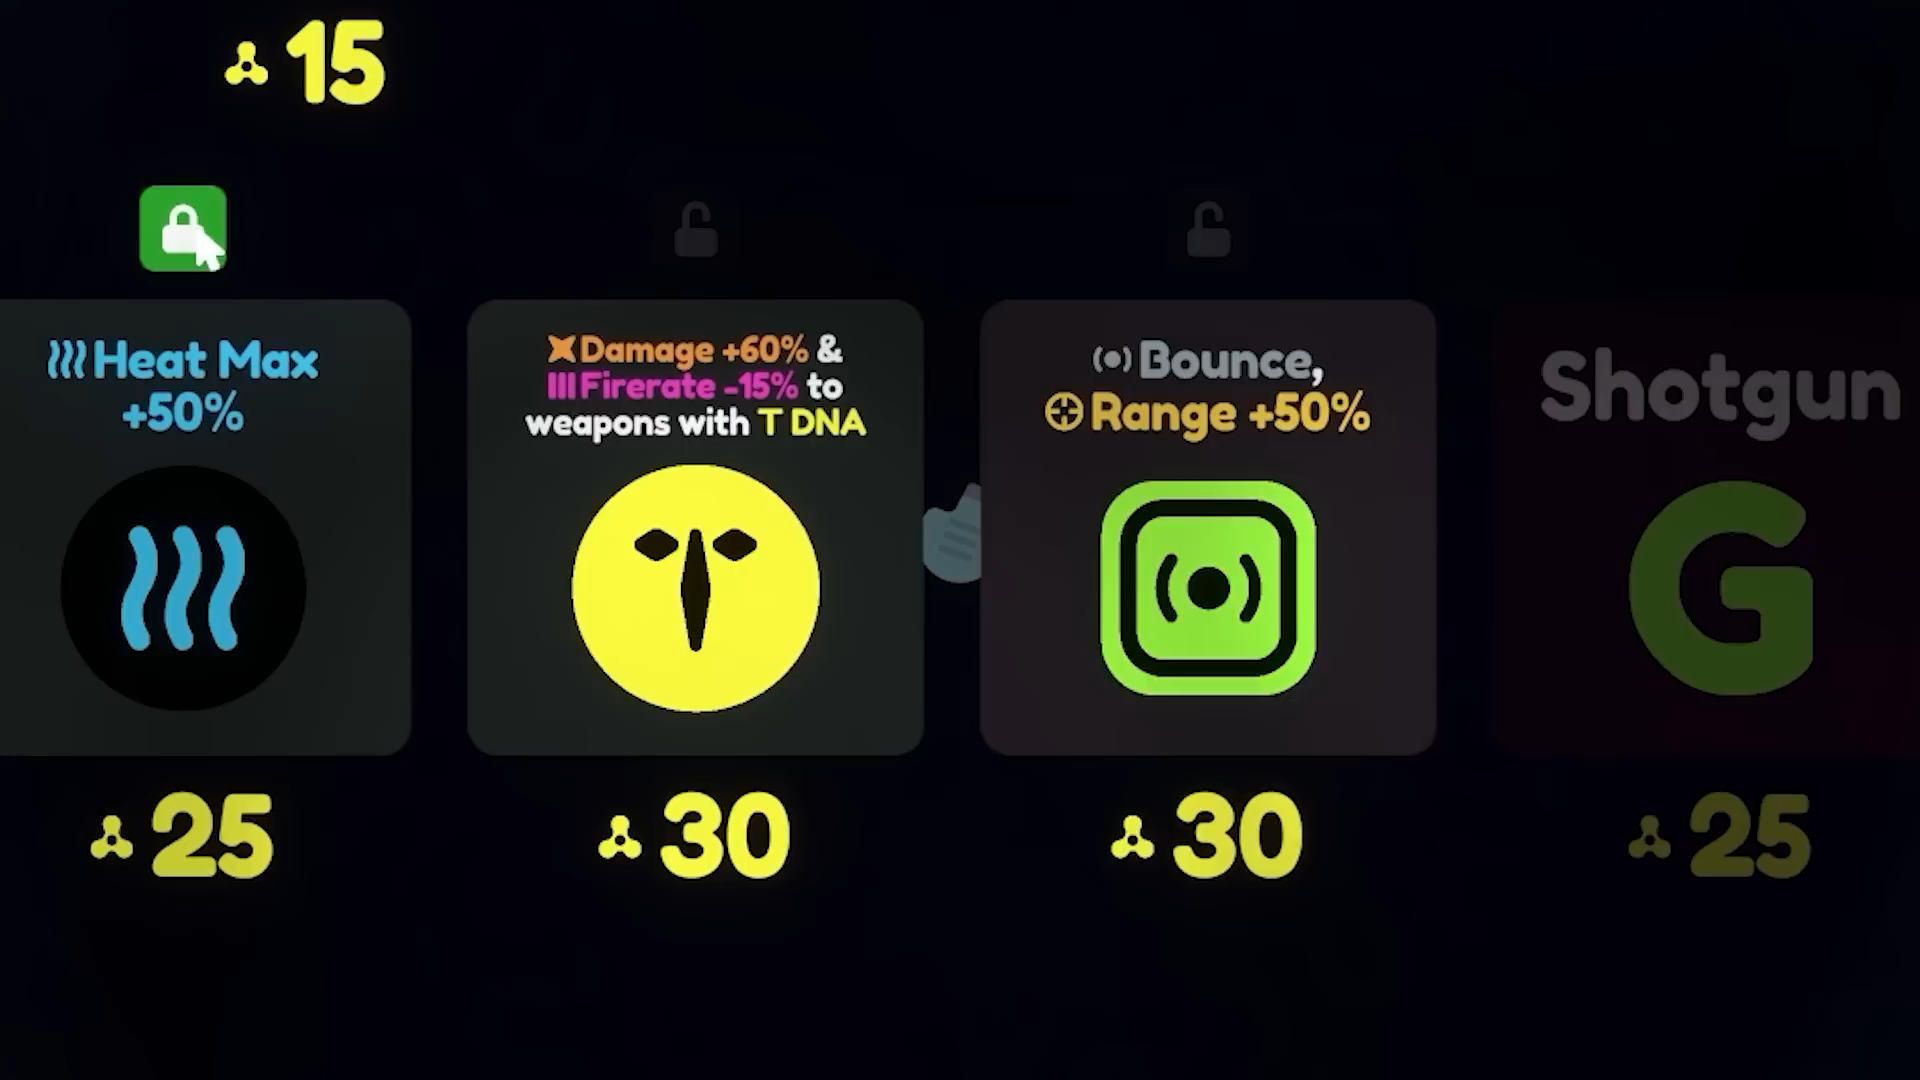 15
Heat Max
+50%
Damage +60% &
Firerate -15% to
weapons with T DNA
Bounce,
Range +50%
Shotgun
G
25
30
30
25